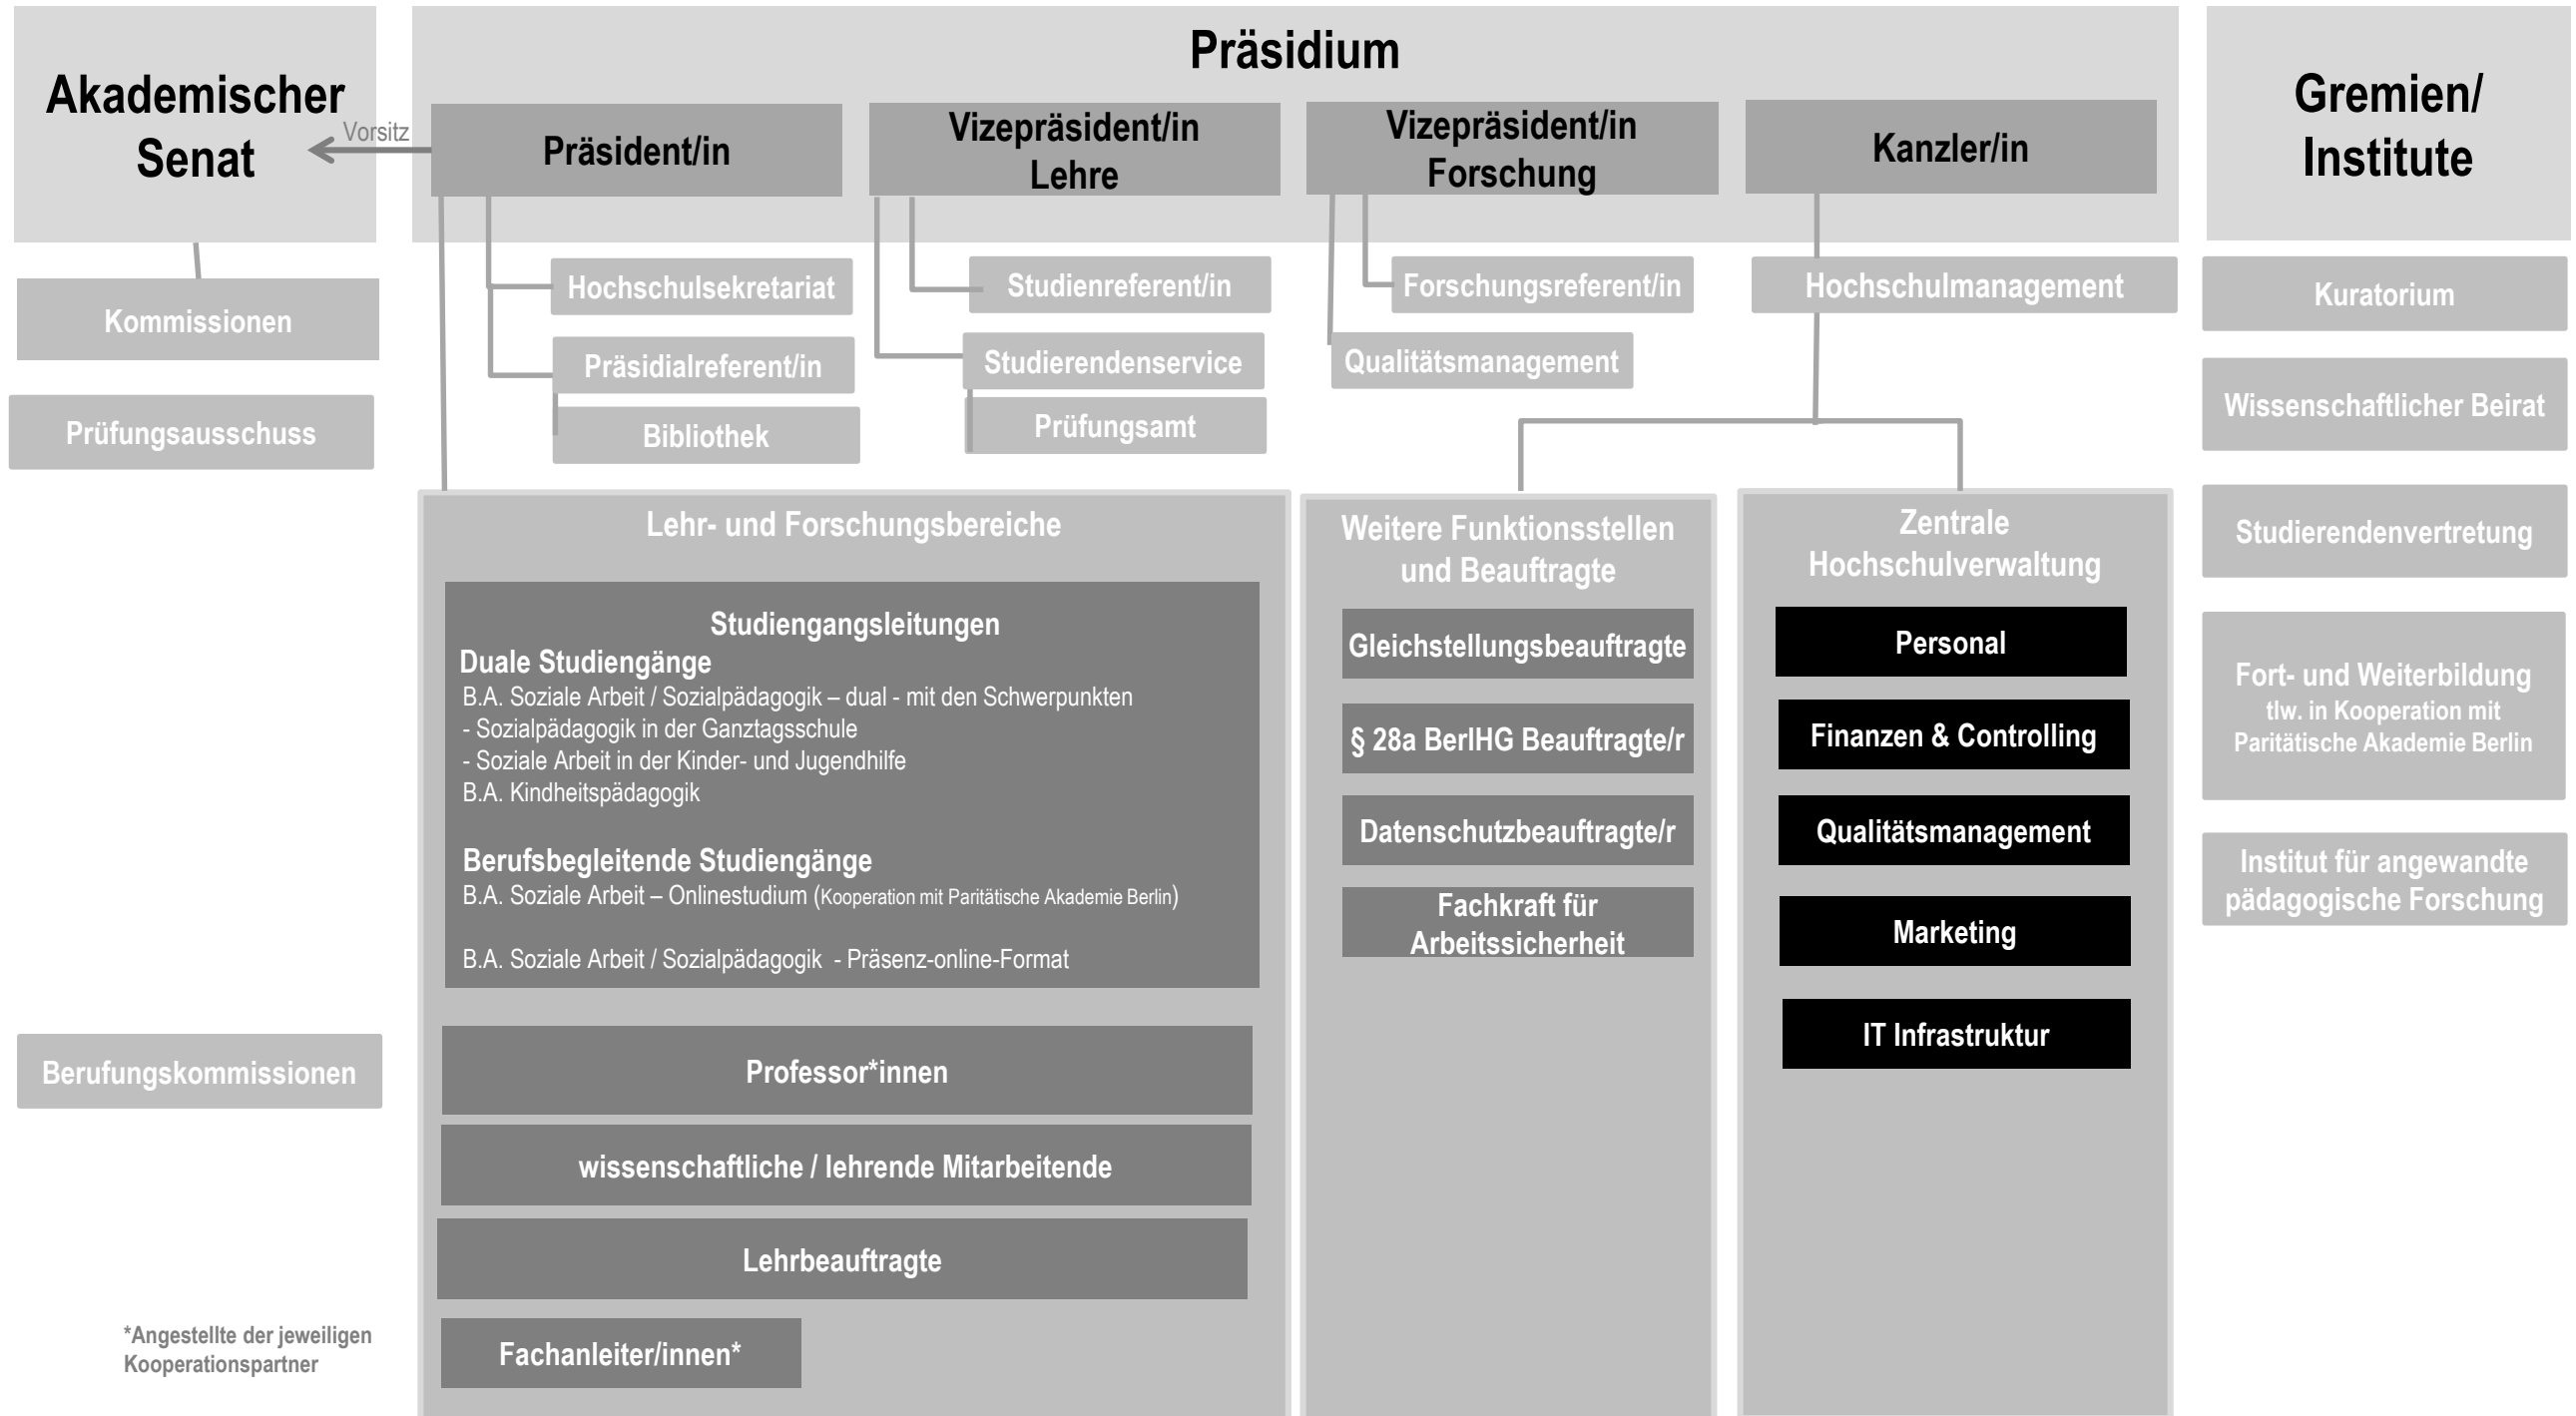 Akademischer
Senat
Vorsitz
Präsidium
Präsident/in
Vizepräsident/in
Lehre
Vizepräsident/in
Forschung
Kanzler/in
Gremien/
Institute
Kommissionen
Prüfungsausschuss
Berufungskommissionen
Hochschulsekretariat
Präsidialreferent/in
Bibliothek
Studienreferent/in
Studierendenservice
Prüfungsamt
Forschungsreferent/in
Qualitätsmanagement
Hochschulmanagement
Lehr- und Forschungsbereiche
Studiengangsleitungen
Duale Studiengänge
B.A. Soziale Arbeit / Sozialpädagogik – dual - mit den Schwerpunkten
- Sozialpädagogik in der Ganztagsschule
- Soziale Arbeit in der Kinder- und Jugendhilfe
B.A. Kindheitspädagogik
Berufsbegleitende Studiengänge
B.A. Soziale Arbeit – Onlinestudium (Kooperation mit Paritätische Akademie Berlin)
B.A. Soziale Arbeit / Sozialpädagogik - Präsenz-online-Format
Professor*innen
wissenschaftliche / lehrende Mitarbeitende
Lehrbeauftragte
Fachanleiter/innen*
Weitere Funktionsstellen
und Beauftragte
Gleichstellungsbeauftragte
§ 28a BerlHG Beauftragte/r
Datenschutzbeauftragte/r
Fachkraft für
Arbeitssicherheit
Zentrale
Hochschulverwaltung
Personal
Finanzen & Controlling
Qualitätsmanagement
Marketing
IT Infrastruktur
Kuratorium
Wissenschaftlicher Beirat
Studierendenvertretung
Fort- und Weiterbildung
tlw. in Kooperation mit
Paritätische Akademie Berlin
Institut für angewandte
pädagogische Forschung
*Angestellte der jeweiligen
Kooperationspartner